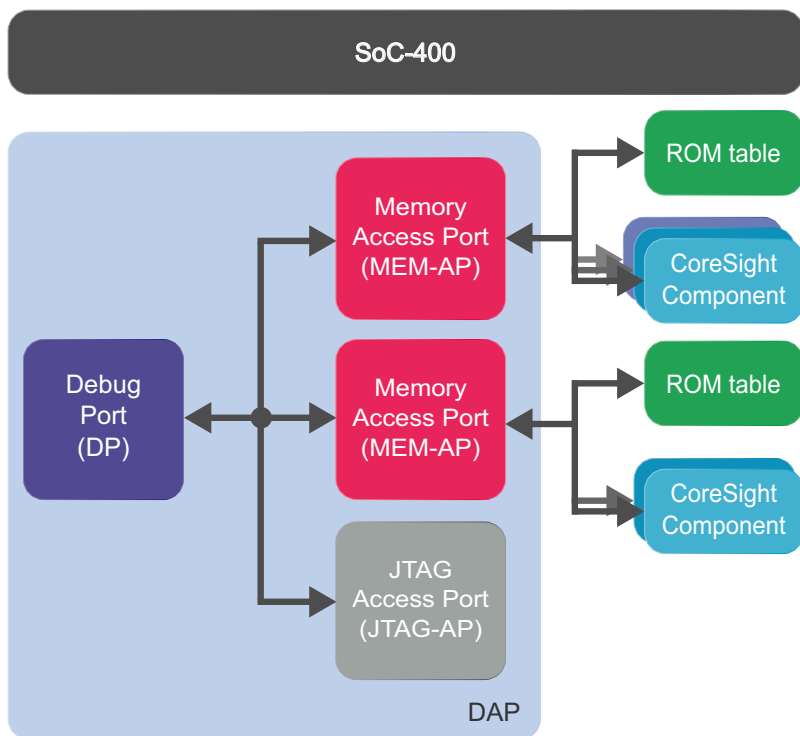 SoC-400
Memory
Access Port
(MEM-AP)
ROM table
CoreSight
Component
Debug
Port
(DP)
Memory
Access Port
(MEM-AP)
ROM table
CoreSight
Component
JTAG
Access Port
(JTAG-AP)
DAP